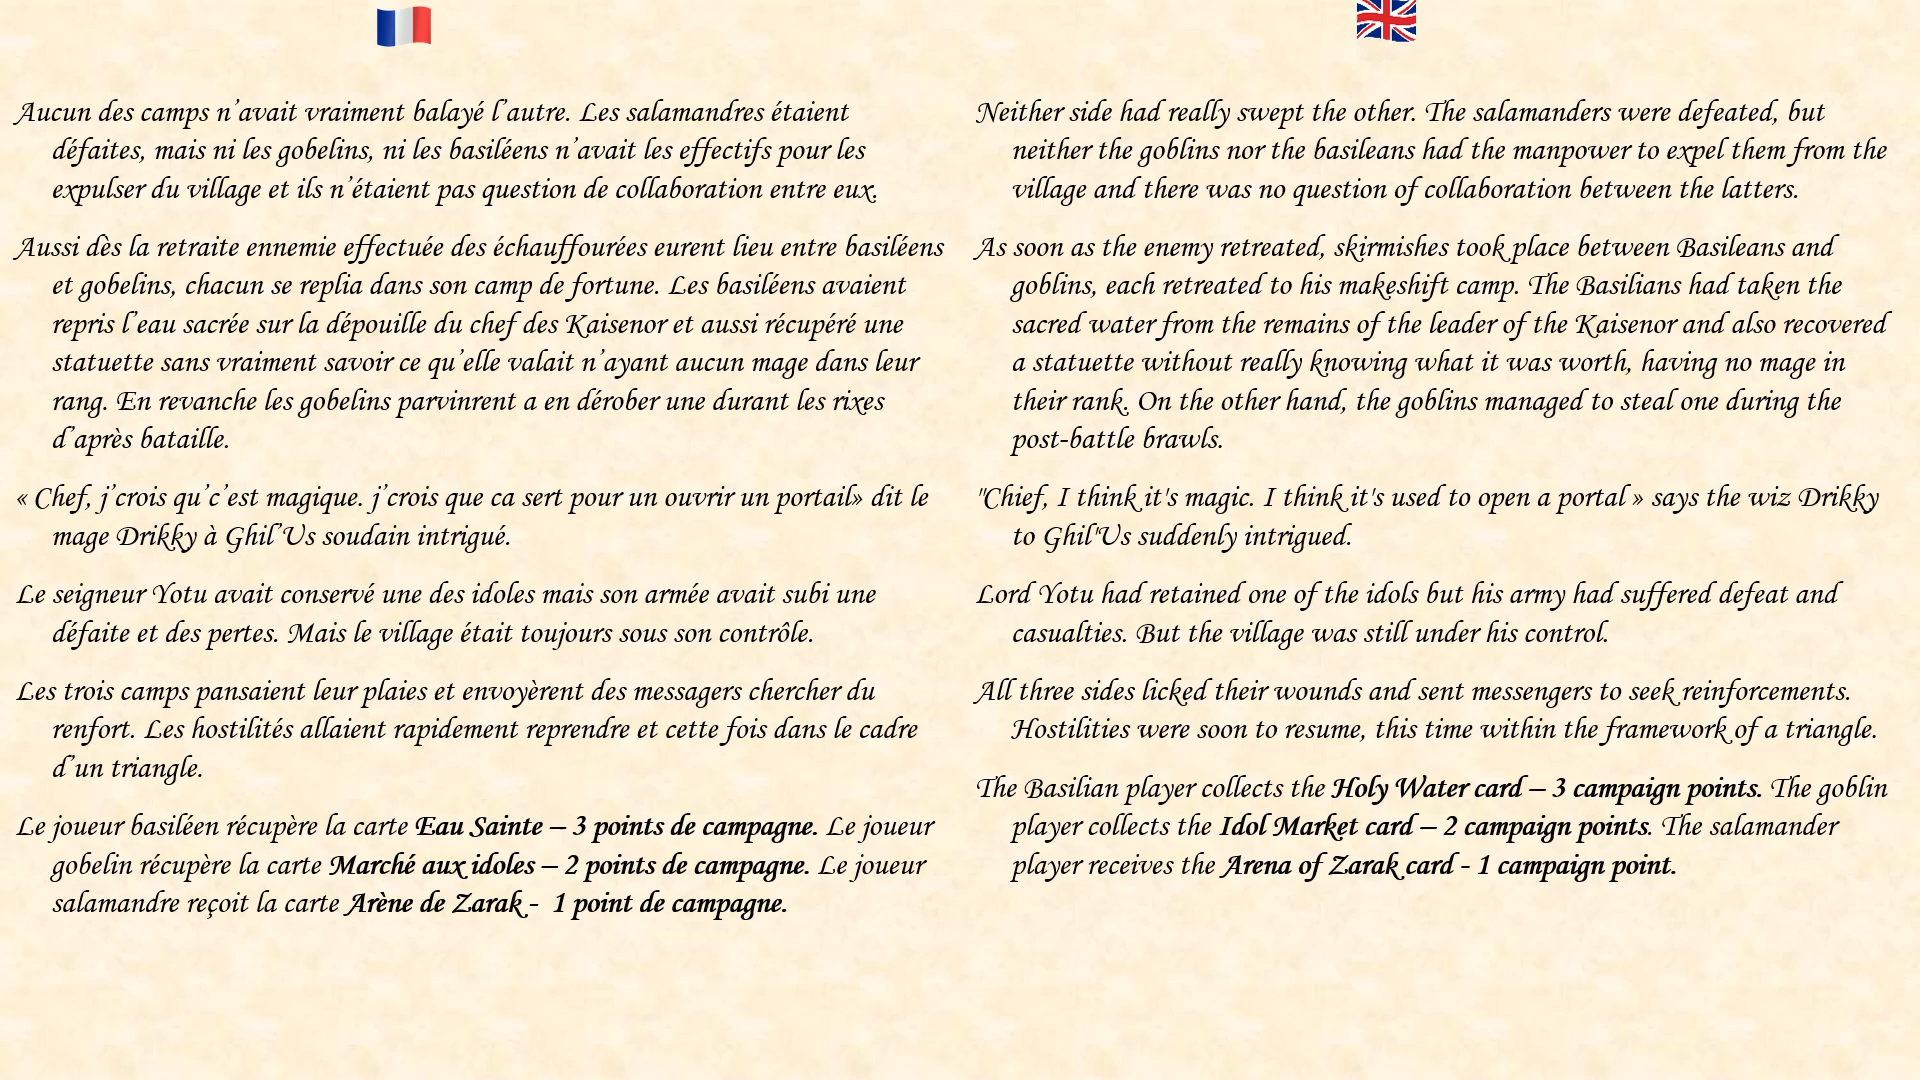 Aucun des camps n’avait vraiment balayé l’autre. Les salamandres étaient
défaites, mais ni les gobelins, ni les basiléens n’avait les effectifs pour les
expulser du village et ils n’étaient pas question de collaboration entre eux.
Aussi dès la retraite ennemie effectuée des échauffourées eurent lieu entre basiléens
et gobelins, chacun se replia dans son camp de fortune. Les basiléens avaient
repris l’eau sacrée sur la dépouille du chef des Kaisenor et aussi récupéré une
statuette sans vraiment savoir ce qu’elle valait n’ayant aucun mage dans leur
rang. En revanche les gobelins parvinrent a en dérober une durant les rixes
d’après bataille.
« Chef, j’crois qu’c’est magique. j’crois que ca sert pour un ouvrir un portail» dit le
mage Drikky à Ghil’Us soudain intrigué.
Le seigneur Yotu avait conservé une des idoles mais son armée avait subi une
défaite et des pertes. Mais le village était toujours sous son contrôle.
Les trois camps pansaient leur plaies et envoyèrent des messagers chercher du
renfort. Les hostilités allaient rapidement reprendre et cette fois dans le cadre
d’un triangle.
Le joueur basiléen récupère la carte Eau Sainte – 3 points de campagne. Le joueur
gobelin récupère la carte Marché aux idoles – 2 points de campagne. Le joueur
salamandre reçoit la carte Arène de Zarak -  1 point de campagne.
Neither side had really swept the other. The salamanders were defeated, but
neither the goblins nor the basileans had the manpower to expel them from the
village and there was no question of collaboration between the latters.
As soon as the enemy retreated, skirmishes took place between Basileans and
goblins, each retreated to his makeshift camp. The Basilians had taken the
sacred water from the remains of the leader of the Kaisenor and also recovered
a statuette without really knowing what it was worth, having no mage in
their rank. On the other hand, the goblins managed to steal one during the
post-battle brawls.
"Chief, I think it's magic. I think it's used to open a portal » says the wiz Drikky
to Ghil'Us suddenly intrigued.
Lord Yotu had retained one of the idols but his army had suffered defeat and
casualties. But the village was still under his control.
All three sides licked their wounds and sent messengers to seek reinforcements.
Hostilities were soon to resume, this time within the framework of a triangle.
The Basilian player collects the Holy Water card – 3 campaign points. The goblin
player collects the Idol Market card – 2 campaign points. The salamander
player receives the Arena of Zarak card - 1 campaign point.